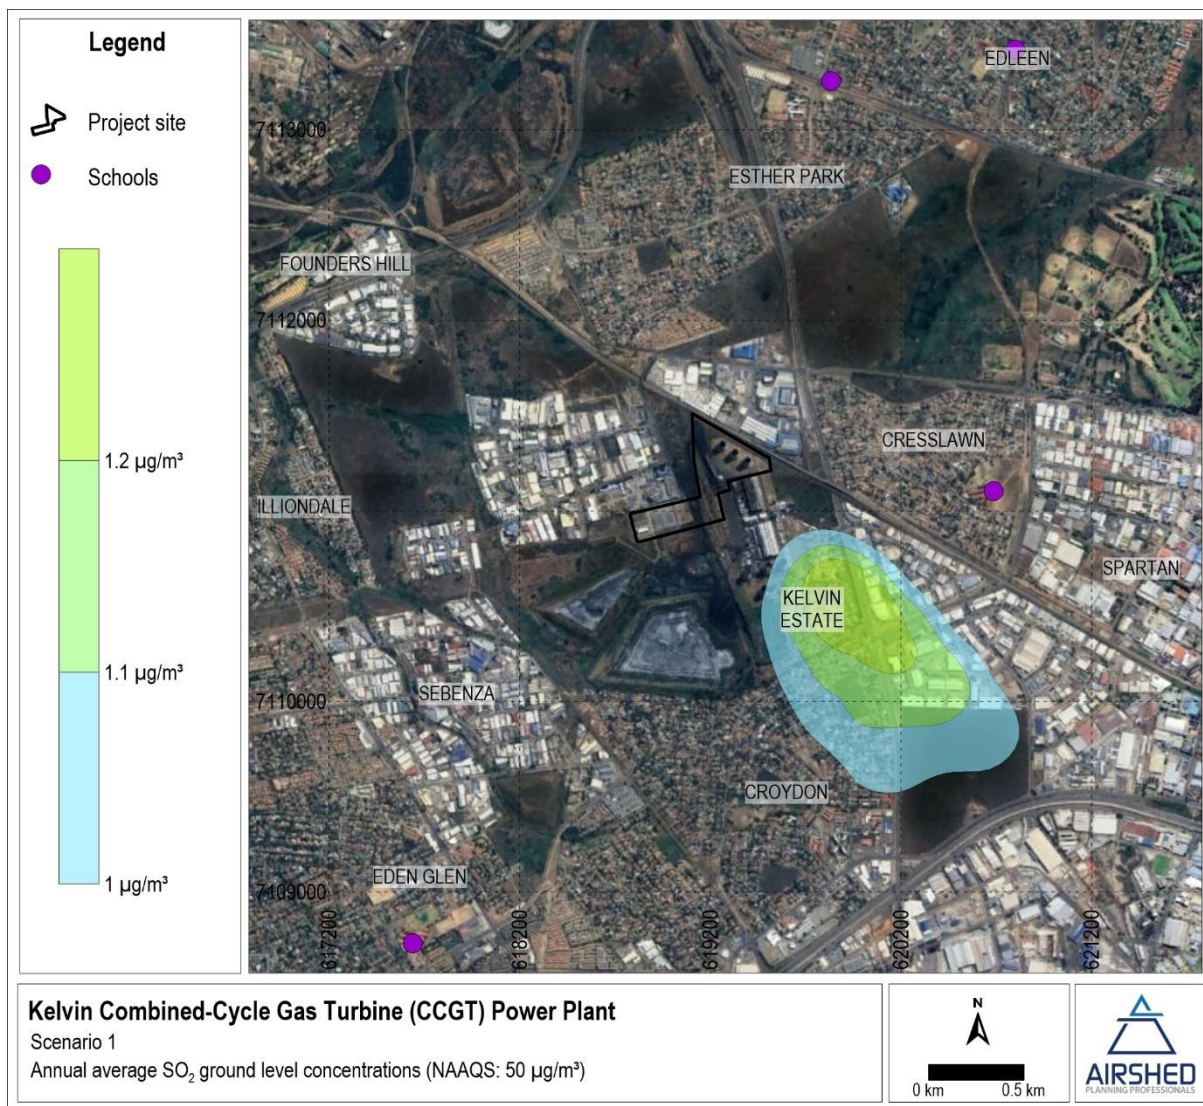 Legend
Project site
Schools
1.2 µg/m³
1.1 µg/m³
1 µg/m³
EDLEEN
7113000
ESTHER PARK
FOUNDERS HILL
7112000
CRESSLAWN
ILLIONDALE
SPARTAN
KELVIN
ESTATE
SEBENZA
7110000
CROYDON
EDEN GLEN
7109000
617200
618200
619200
620200
621200
Kelvin Combined-Cycle Gas Turbine (CCGT) Power Plant
Scenario 1
Annual average SO₂ ground level concentrations (NAAQS: 50 µg/m³)
N
0 km 0.5 km
AIRSHED
PLANNING PROFESSIONALS